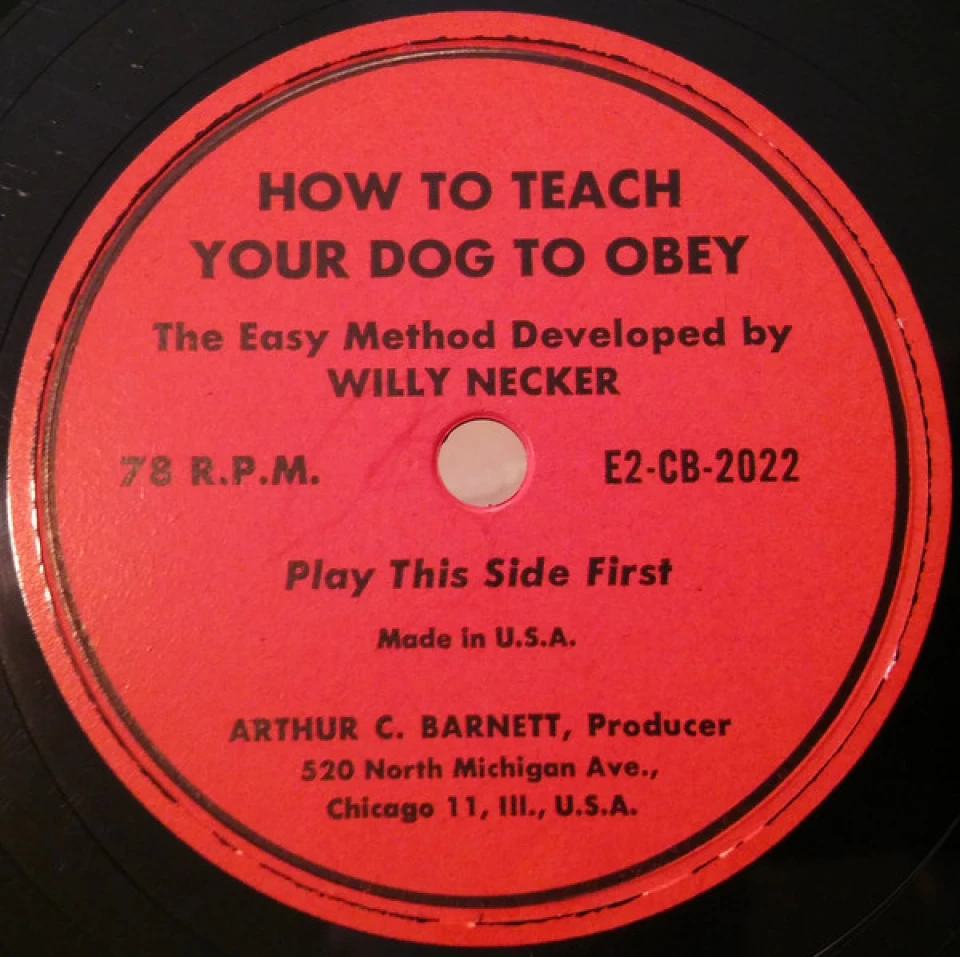 HOW TO TEACH
YOUR DOG TO OBEY
The Easy Method Developed by
WILLY NECKER
78 R.P.M.
E2-CB-2022
Play This Side First
Made in U.S.A.
ARTHUR C. BARNETT, Producer
520 North Michigan Ave.,
Chicago 11, Ill., U.S.A.